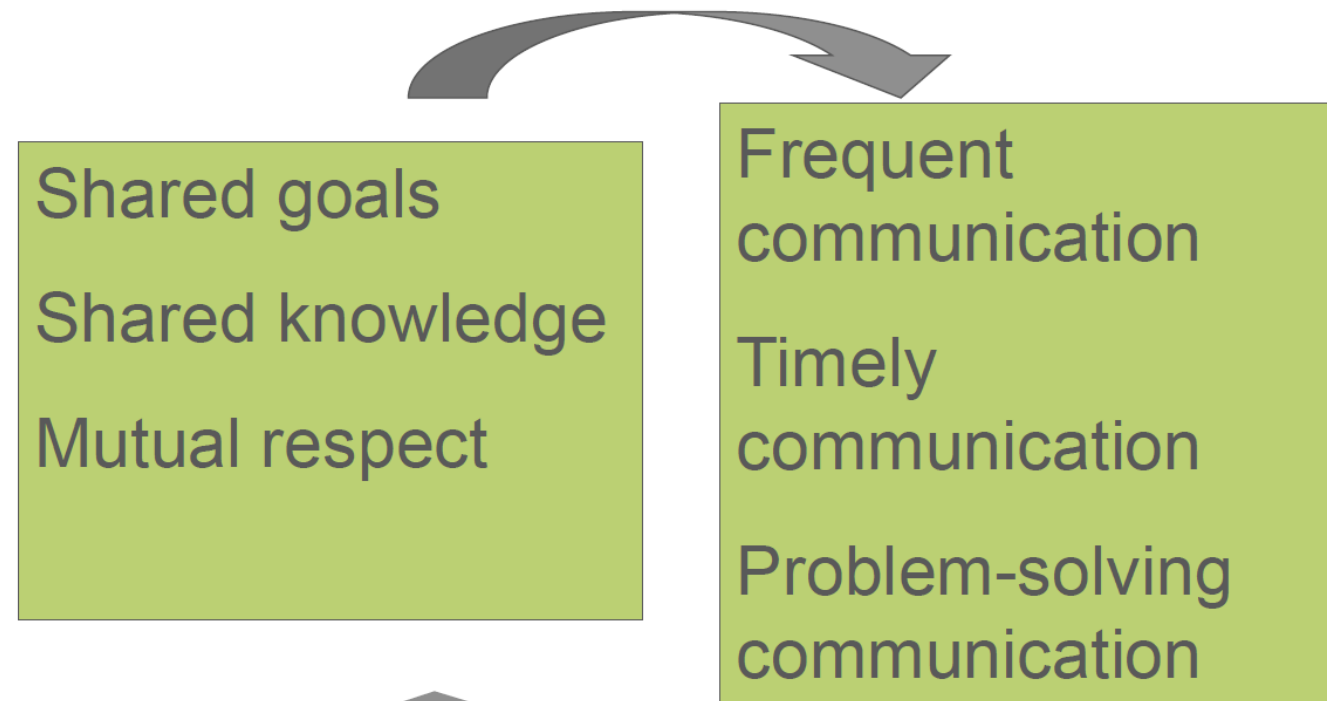 Shared goals
Shared knowledge
Mutual respect
Frequent
communication
Timely
communication
Problem-solving
communication